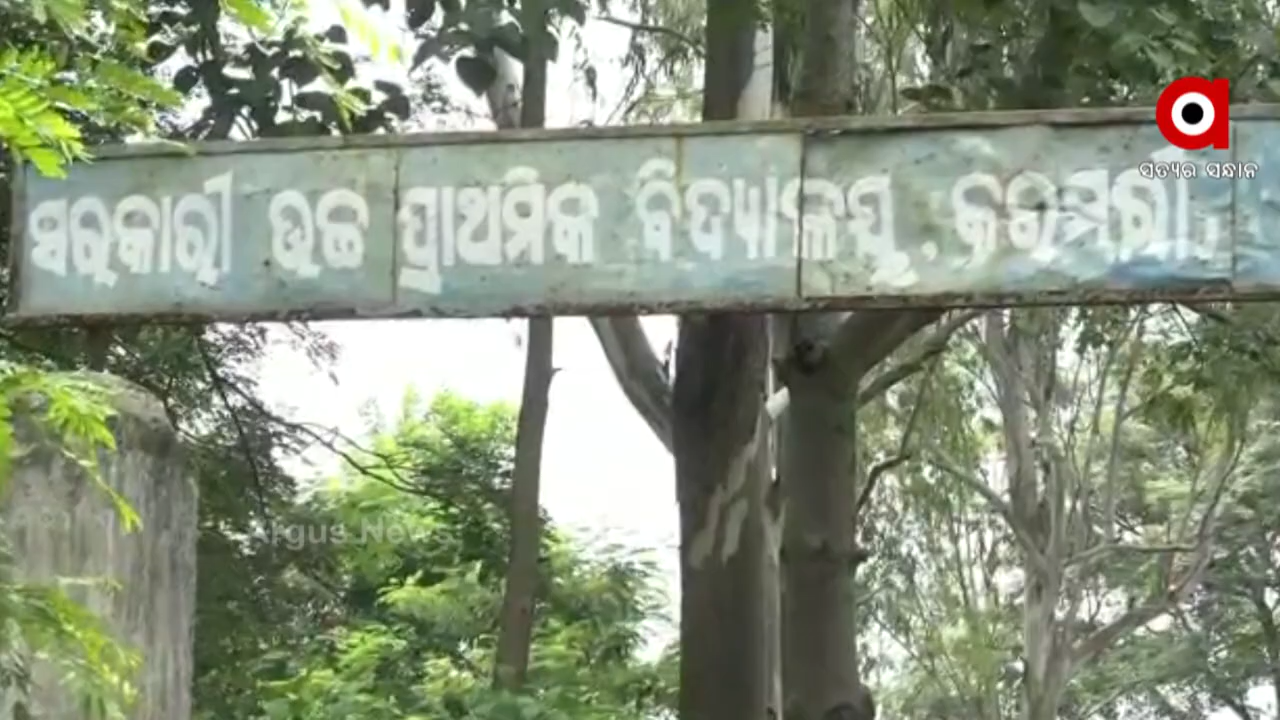 ସତ୍ୟର ସନ୍ଧାନ
ସରକାରୀ ଉଚ୍ଚ ପ୍ରାଥମିକ ବିଦ୍ୟାଳୟ,
Argus News